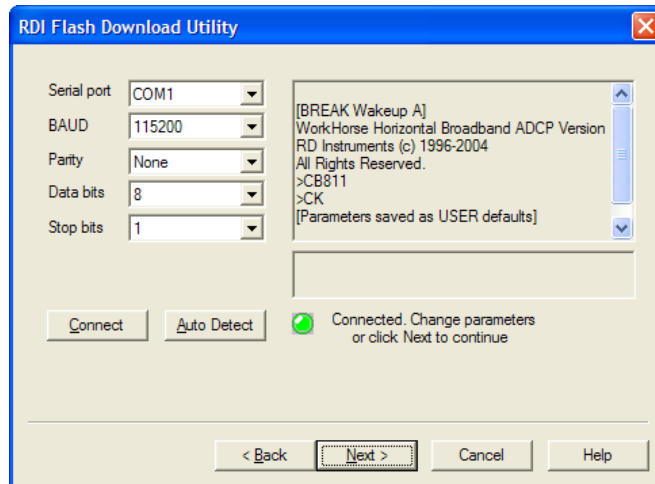 RDI Flash Download Utility
Serial port COM1
BAUD 115200
Parity None
Data bits 8
Stop bits 1
[BREAK Wakeup A]
WorkHorse Horizontal Broadband ADCP Version
RD Instruments (c) 1996-2004
All Rights Reserved.
>CB811
>CK
[Parameters saved as USER defaults]
Connect Auto Detect
Connected. Change parameters
or click Next to continue
< Back Next > Cancel Help